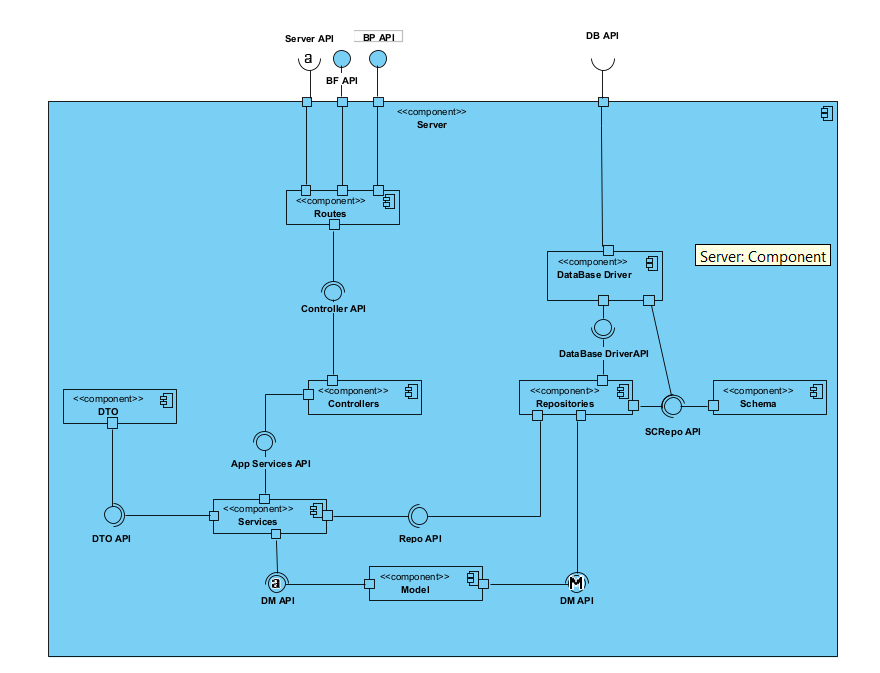 Server API
BP API
DB API
a
BF API
<<component>>
Server
<<component>>
Routes
Server: Component
<<component>>
DataBase Driver
Controller API
DataBase DriverAPI
<<component>>
DTO
<<component>>
Controllers
<<component>>
Repositories
<<component>>
Schema
SCRepo API
App Services API
<<component>>
Services
DTO API
Repo API
<<component>>
Model
a
M
DM API
DM API